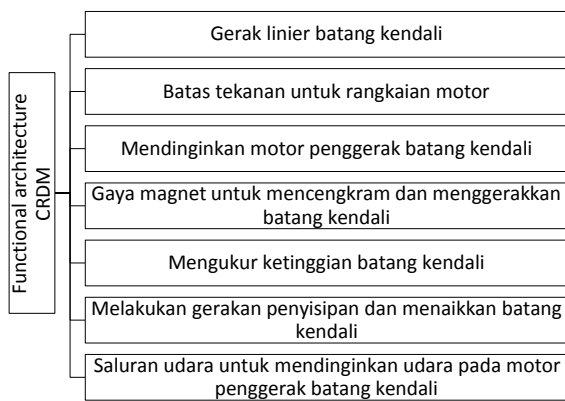 Functional architecture
CRDM
Gerak linier batang kendali
Batas tekanan untuk rangkaian motor
Mendinginkan motor penggerak batang kendali
Gaya magnet untuk mencengkram dan menggerakkan
batang kendali
Mengukur ketinggian batang kendali
Melakukan gerakan penyisipan dan menaikkan batang
kendali
Saluran udara untuk mendinginkan udara pada motor
penggerak batang kendali